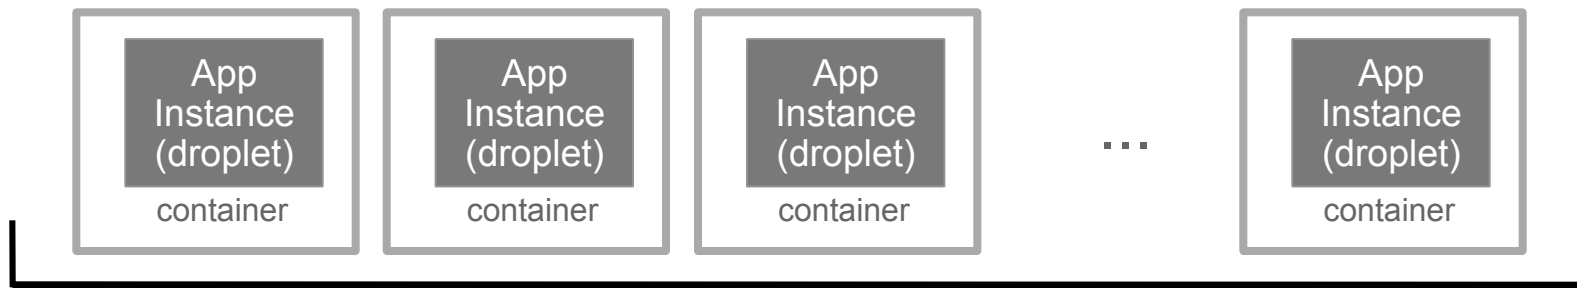 App
Instance
(droplet)
container
App
Instance
(droplet)
container
App
Instance
(droplet)
container
...
App
Instance
(droplet)
container